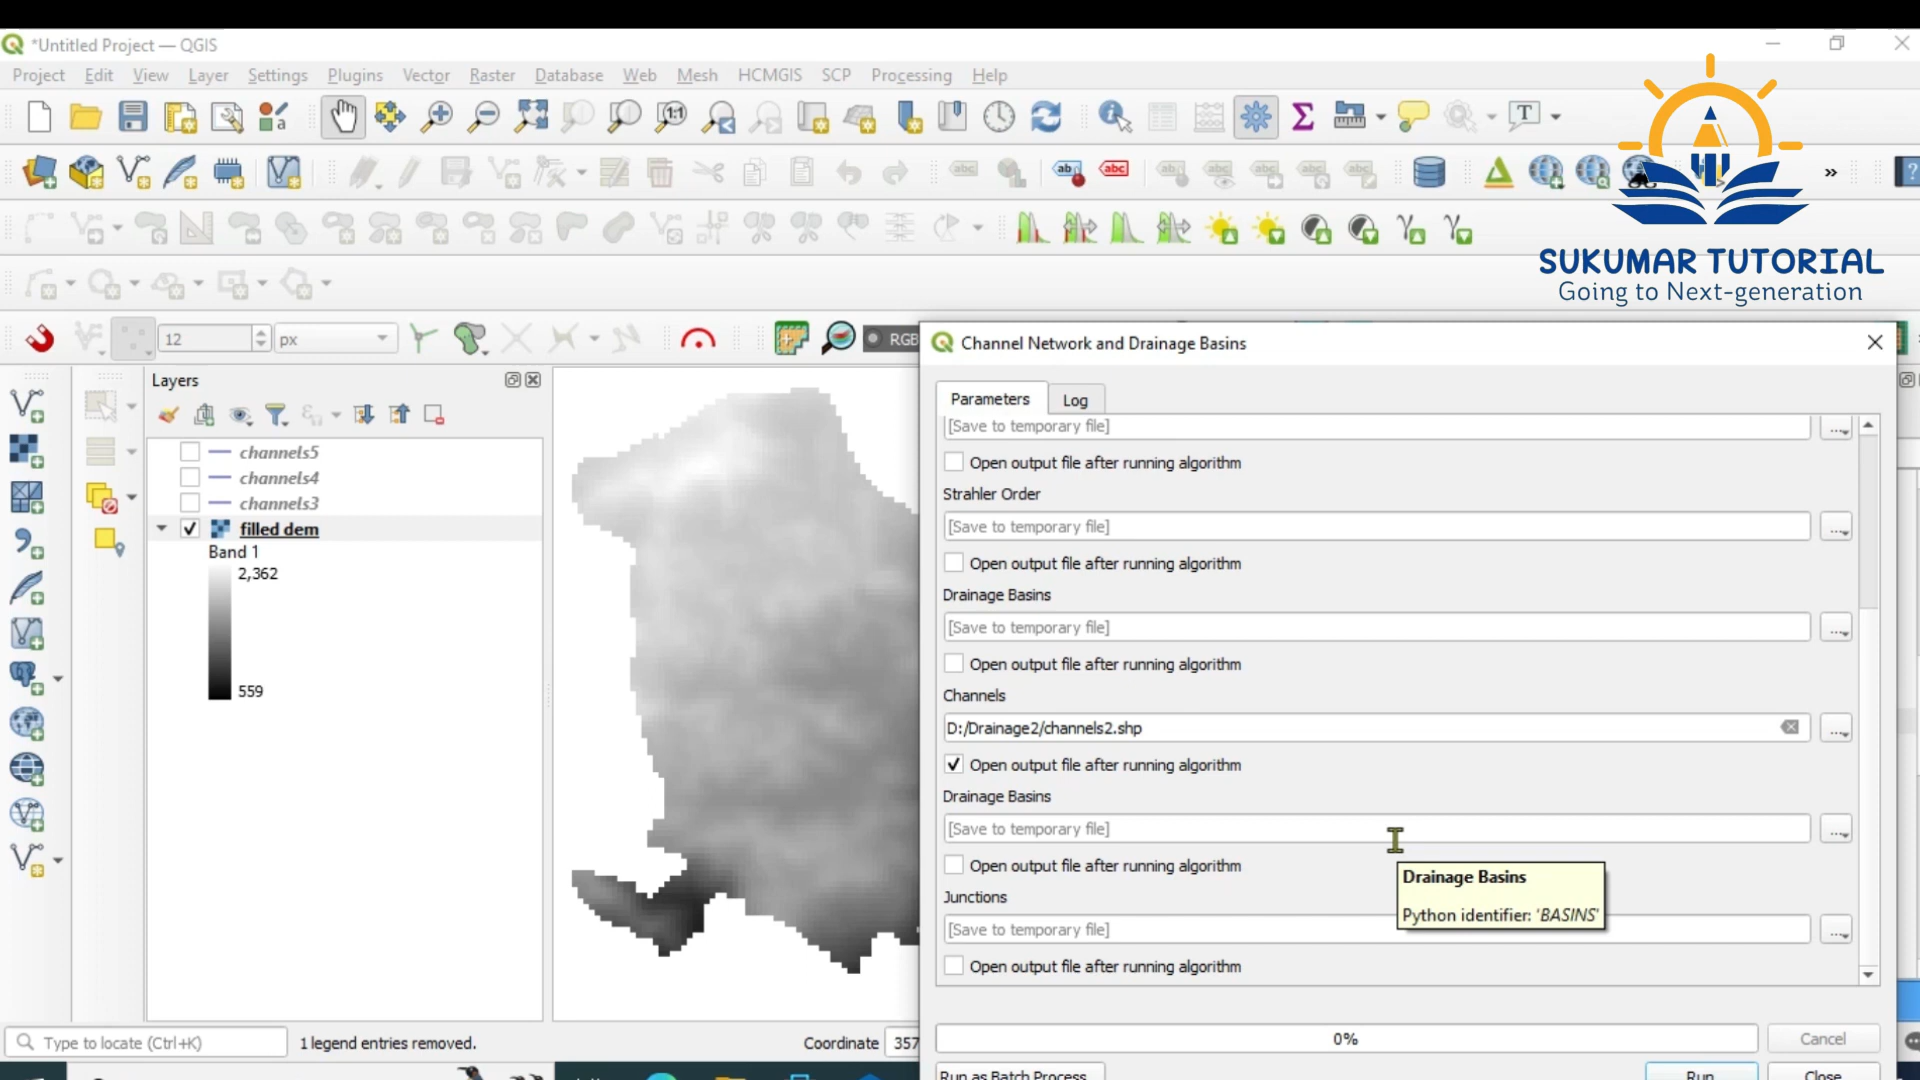 *Untitled Project — QGIS
Project Edit View Layer Settings Plugins Vector Raster Database Web Mesh HCMGIS SCP Processing Help
SUKUMAR TUTORIAL
Going to Next-generation
12 px
RGB
Channel Network and Drainage Basins
Parameters Log
Layers
channels5
channels4
channels3
filled dem
Band 1
2,362
559
[Save to temporary file]
Open output file after running algorithm
Strahler Order
[Save to temporary file]
Open output file after running algorithm
Drainage Basins
[Save to temporary file]
Open output file after running algorithm
Channels
D:/Drainage2/channels2.shp
Open output file after running algorithm
Drainage Basins
[Save to temporary file]
Open output file after running algorithm
Drainage Basins
Python identifier: 'BASINS'
Junctions
[Save to temporary file]
Open output file after running algorithm
0%
Cancel
Run as Batch Process...
Run
Close
Type to locate (Ctrl+K)
1 legend entries removed.
Coordinate 357